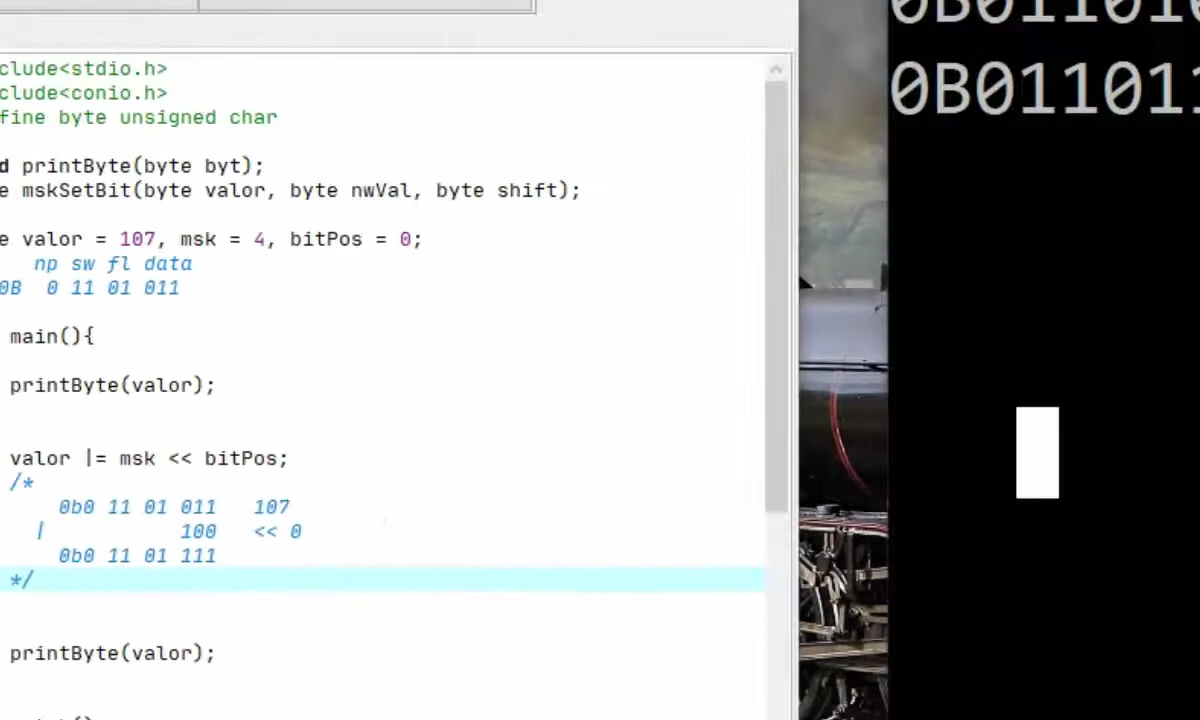 clude<stdio.h>
clude<conio.h>
fine byte unsigned char
d printByte(byte byt);
e mskSetBit(byte valor, byte nwVal, byte shift);
e valor = 107, msk = 4, bitPos = 0;
np sw fl data
0B 0 11 01 011
main(){
printByte(valor);
valor |= msk << bitPos;
/*
0b0 11 01 011 107
| 100 << 0
0b0 11 01 111
*/
printByte(valor);
0B011010
0B011011